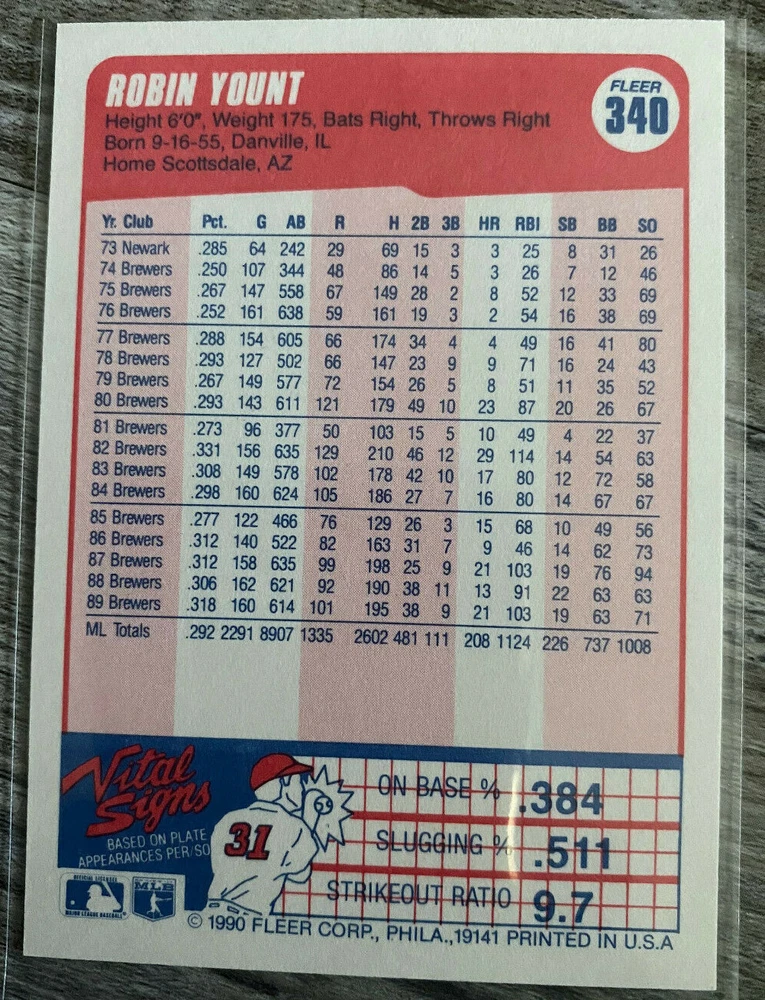 ROBIN YOUNT
FLEER
340
Height 6'0", Weight 175, Bats Right, Throws Right
Born 9-16-55, Danville, IL
Home Scottsdale, AZ
Yr. Club Pct. G AB R H 2B 3B HR RBI SB BB SO
73 Newark .285 64 242 29 69 15 3 3 25 8 31 26
74 Brewers .250 107 344 48 86 14 5 3 26 7 12 46
75 Brewers .267 147 558 67 149 28 2 8 52 12 33 69
76 Brewers .252 161 638 59 161 19 3 2 54 16 38 69
77 Brewers .288 154 605 66 174 34 4 4 49 16 41 80
78 Brewers .293 127 502 66 147 23 9 9 71 16 24 43
79 Brewers .267 149 577 72 154 26 5 8 51 11 35 52
80 Brewers .293 143 611 121 179 49 10 23 87 20 26 67
81 Brewers .273 96 377 50 103 15 5 10 49 4 22 37
82 Brewers .331 156 635 129 210 46 12 29 114 14 54 63
83 Brewers .308 149 578 102 178 42 10 17 80 12 72 58
84 Brewers .298 160 624 105 186 27 7 16 80 14 67 67
85 Brewers .277 122 466 76 129 26 3 15 68 10 49 56
86 Brewers .312 140 522 82 163 31 7 9 46 14 62 73
87 Brewers .312 158 635 99 198 25 9 21 103 19 76 94
88 Brewers .306 162 621 92 190 38 11 13 91 22 63 63
89 Brewers .318 160 614 101 195 38 9 21 103 19 63 71
ML Totals .292 2291 8907 1335 2602 481 111 208 1124 226 737 1008
Vital
Signs
BASED ON PLATE
APPEARANCES PER/SO
31
ON BASE % .384
SLUGGING % .511
STRIKEOUT RATIO 9.7
OFFICIAL LICENSEE
MAJOR LEAGUE BASEBALL
MLB
© 1990 FLEER CORP., PHILA.,19141 PRINTED IN U.S.A